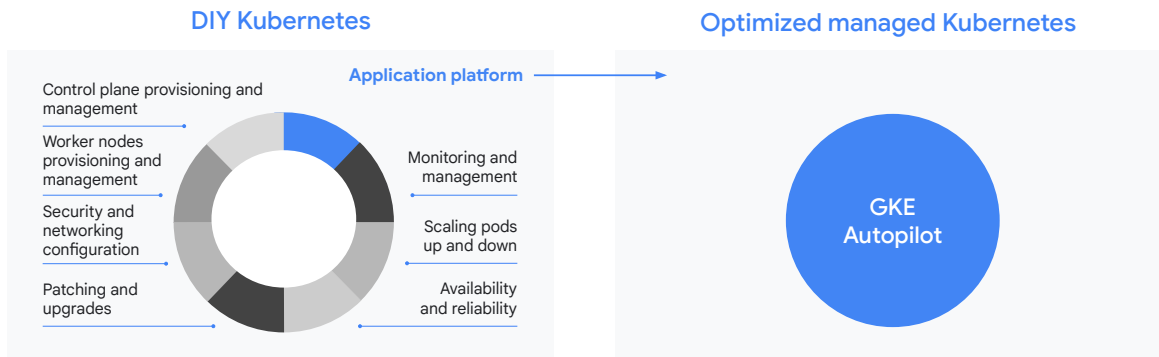 DIY Kubernetes
Optimized managed Kubernetes
Application platform
Control plane provisioning and
management
Worker nodes
provisioning and
management
Security and
networking
configuration
Patching and
upgrades
Monitoring and
management
Scaling pods
up and down
Availability
and reliability
GKE
Autopilot